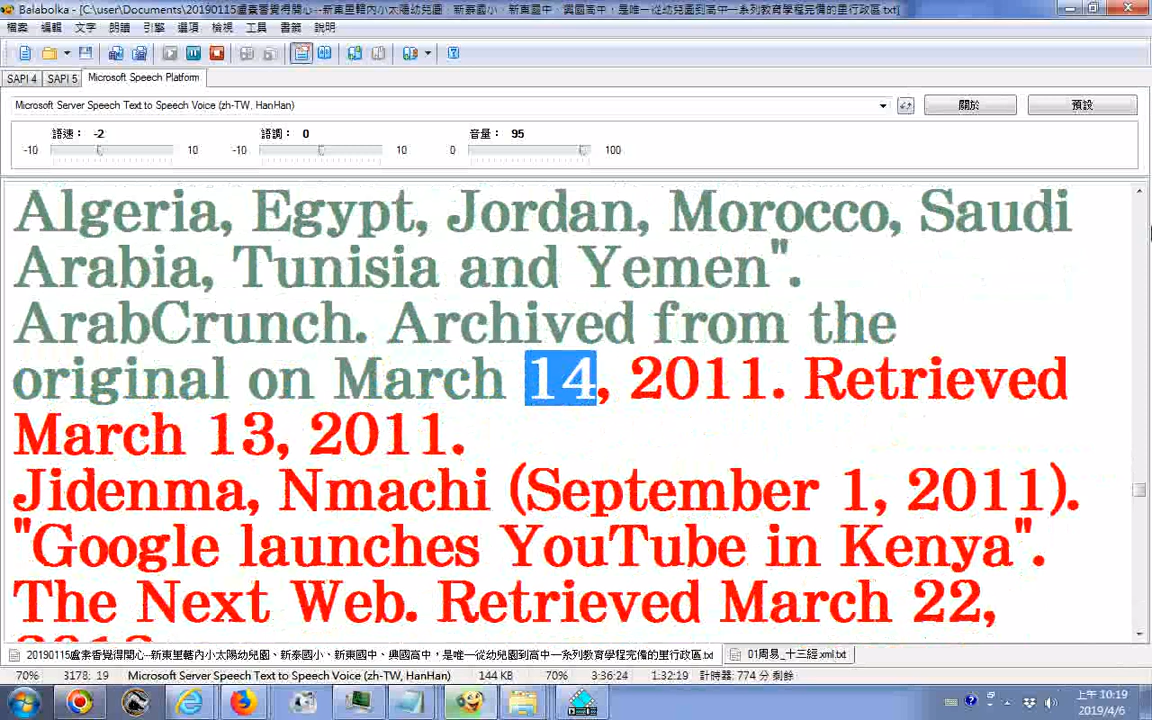 Balabolka - [C:\user\Documents\20190115盧素香覺得開心--新東里轄內小太陽幼兒園、新泰國小、新東國中、興國高中，是唯一從幼兒園到高中一系列教育學程完備的里行政區.txt]
檔案 編輯 文字 朗讀 引擎 選項 檢視 工具 書籤 說明
SAPI 4 SAPI 5 Microsoft Speech Platform
Microsoft Server Speech Text to Speech Voice (zh-TW, HanHan) 關於 預設
語速： -2 語調： 0 音量： 95
-10 10 -10 10 0 100
Algeria, Egypt, Jordan, Morocco, Saudi
Arabia, Tunisia and Yemen".
ArabCrunch. Archived from the
original on March 14, 2011. Retrieved
March 13, 2011.
Jidenma, Nmachi (September 1, 2011).
"Google launches YouTube in Kenya".
The Next Web. Retrieved March 22,
20190115盧素香覺得開心--新東里轄內小太陽幼兒園、新泰國小、新東國中、興國高中，是唯一從幼兒園到高中一系列教育學程完備的里行政區.txt 01周易_十三經.xml.txt
70% 3178: 19 Microsoft Server Speech Text to Speech Voice (zh-TW, HanHan) 144 KB 70% 3:36:24 1:32:19 計時器: 774 分 剩餘
上午 10:19
2019/4/6